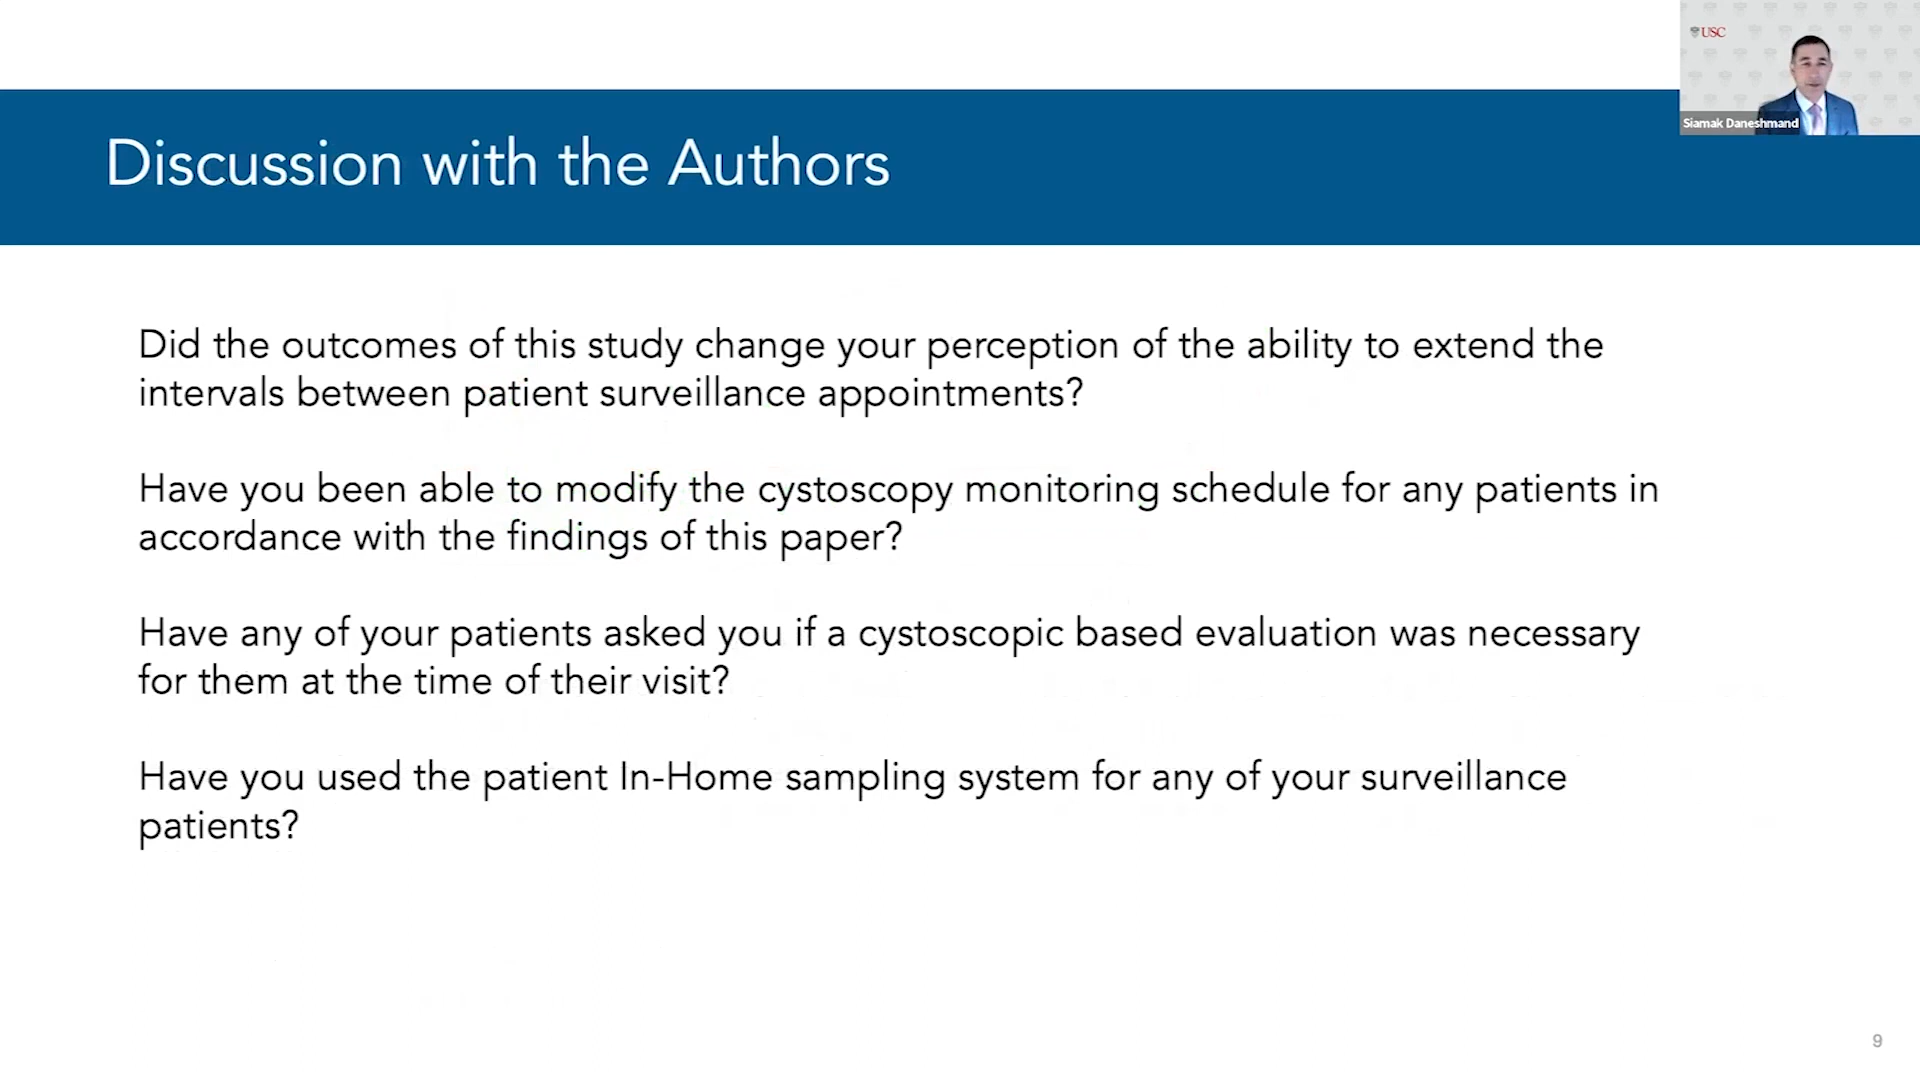 USC
Siamak Daneshmand
Discussion with the Authors
Did the outcomes of this study change your perception of the ability to extend the
intervals between patient surveillance appointments?
Have you been able to modify the cystoscopy monitoring schedule for any patients in
accordance with the findings of this paper?
Have any of your patients asked you if a cystoscopic based evaluation was necessary
for them at the time of their visit?
Have you used the patient In-Home sampling system for any of your surveillance
patients?
9